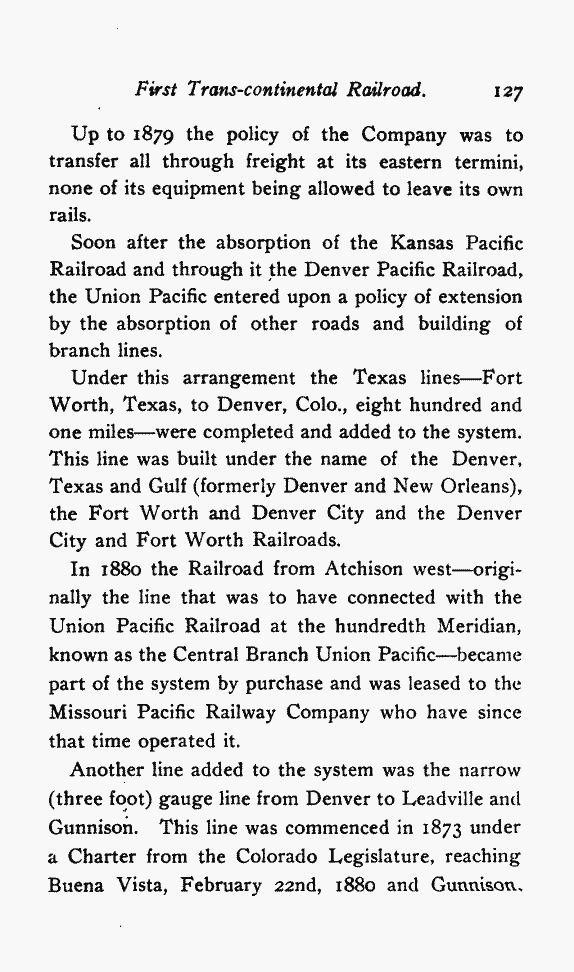 First Trans-continental Railroad. 127
Up to 1879 the policy of the Company was to
transfer all through freight at its eastern termini,
none of its equipment being allowed to leave its own
rails.
Soon after the absorption of the Kansas Pacific
Railroad and through it the Denver Pacific Railroad,
the Union Pacific entered upon a policy of extension
by the absorption of other roads and building of
branch lines.
Under this arrangement the Texas lines—Fort
Worth, Texas, to Denver, Colo., eight hundred and
one miles—were completed and added to the system.
This line was built under the name of the Denver,
Texas and Gulf (formerly Denver and New Orleans),
the Fort Worth and Denver City and the Denver
City and Fort Worth Railroads.
In 1880 the Railroad from Atchison west—origi-
nally the line that was to have connected with the
Union Pacific Railroad at the hundredth Meridian,
known as the Central Branch Union Pacific—became
part of the system by purchase and was leased to the
Missouri Pacific Railway Company who have since
that time operated it.
Another line added to the system was the narrow
(three foot) gauge line from Denver to Leadville and
Gunnison. This line was commenced in 1873 under
a Charter from the Colorado Legislature, reaching
Buena Vista, February 22nd, 1880 and Gunnison,